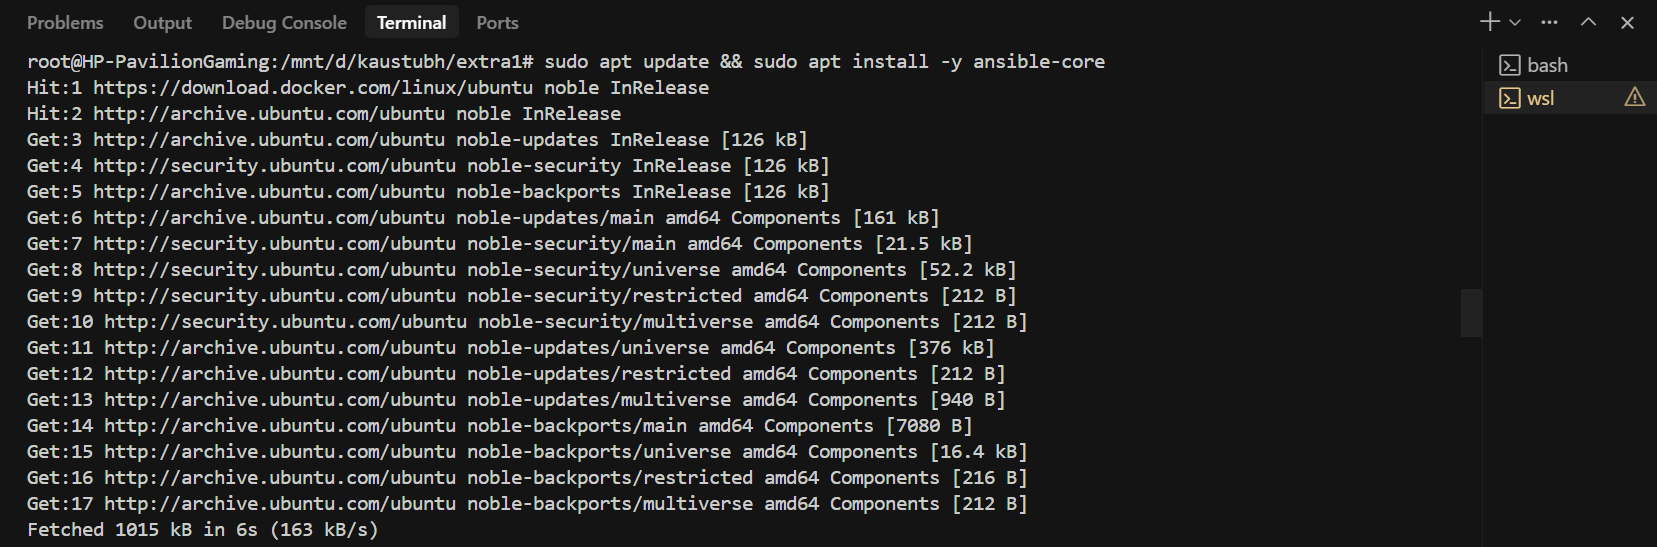 Problems Output Debug Console Terminal Ports
root@HP-PavilionGaming:/mnt/d/kaustubh/extra1# sudo apt update && sudo apt install -y ansible-core
Hit:1 https://download.docker.com/linux/ubuntu noble InRelease
Hit:2 http://archive.ubuntu.com/ubuntu noble InRelease
Get:3 http://archive.ubuntu.com/ubuntu noble-updates InRelease [126 kB]
Get:4 http://security.ubuntu.com/ubuntu noble-security InRelease [126 kB]
Get:5 http://archive.ubuntu.com/ubuntu noble-backports InRelease [126 kB]
Get:6 http://archive.ubuntu.com/ubuntu noble-updates/main amd64 Components [161 kB]
Get:7 http://security.ubuntu.com/ubuntu noble-security/main amd64 Components [21.5 kB]
Get:8 http://security.ubuntu.com/ubuntu noble-security/universe amd64 Components [52.2 kB]
Get:9 http://security.ubuntu.com/ubuntu noble-security/restricted amd64 Components [212 B]
Get:10 http://security.ubuntu.com/ubuntu noble-security/multiverse amd64 Components [212 B]
Get:11 http://archive.ubuntu.com/ubuntu noble-updates/universe amd64 Components [376 kB]
Get:12 http://archive.ubuntu.com/ubuntu noble-updates/restricted amd64 Components [212 B]
Get:13 http://archive.ubuntu.com/ubuntu noble-updates/multiverse amd64 Components [940 B]
Get:14 http://archive.ubuntu.com/ubuntu noble-backports/main amd64 Components [7080 B]
Get:15 http://archive.ubuntu.com/ubuntu noble-backports/universe amd64 Components [16.4 kB]
Get:16 http://archive.ubuntu.com/ubuntu noble-backports/restricted amd64 Components [216 B]
Get:17 http://archive.ubuntu.com/ubuntu noble-backports/multiverse amd64 Components [212 B]
Fetched 1015 kB in 6s (163 kB/s)
bash
wsl